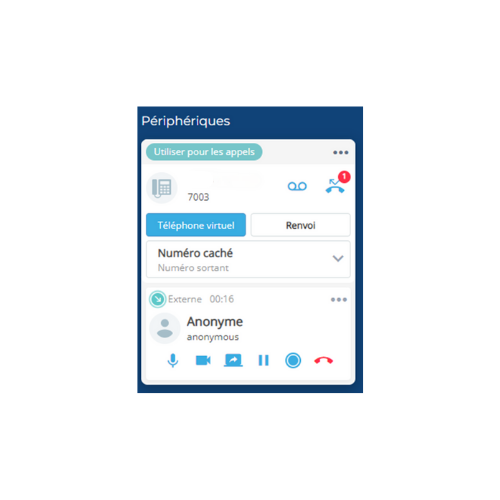 Périphériques
Utiliser pour les appels
1
7003
Téléphone virtuel
Renvoi
Numéro caché
Numéro sortant
Externe 00:16
Anonyme
anonymous